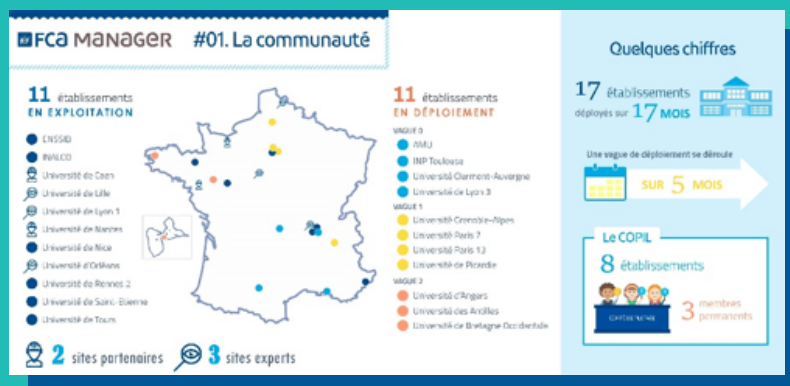 FCA MANAGER #01. La communauté
11 établissements
EN EXPLOITATION
ENSSIB
INALCO
Université de Caen
Université de Lille
Université de Lyon 1
Université de Nantes
Université de Nice
Université d'Orléans
Université de Rennes 2
Université de Saint-Etienne
Université de Tours
2 sites partenaires 3 sites experts
11 établissements
EN DÉPLOIEMENT
VAGUE 0
AMU
INP Toulouse
Université Clermont-Auvergne
Université de Lyon 3
VAGUE 1
Université Grenoble-Alpes
Université Paris 7
Université Paris 13
Université de Picardie
VAGUE 2
Université d'Angers
Université des Antilles
Université de Bretagne Occidentale
Quelques chiffres
17 établissements
déployés sur 17 MOIS
Une vague de déploiement se déroule
SUR 5 MOIS
Le COPIL
8 établissements
3 membres
permanents